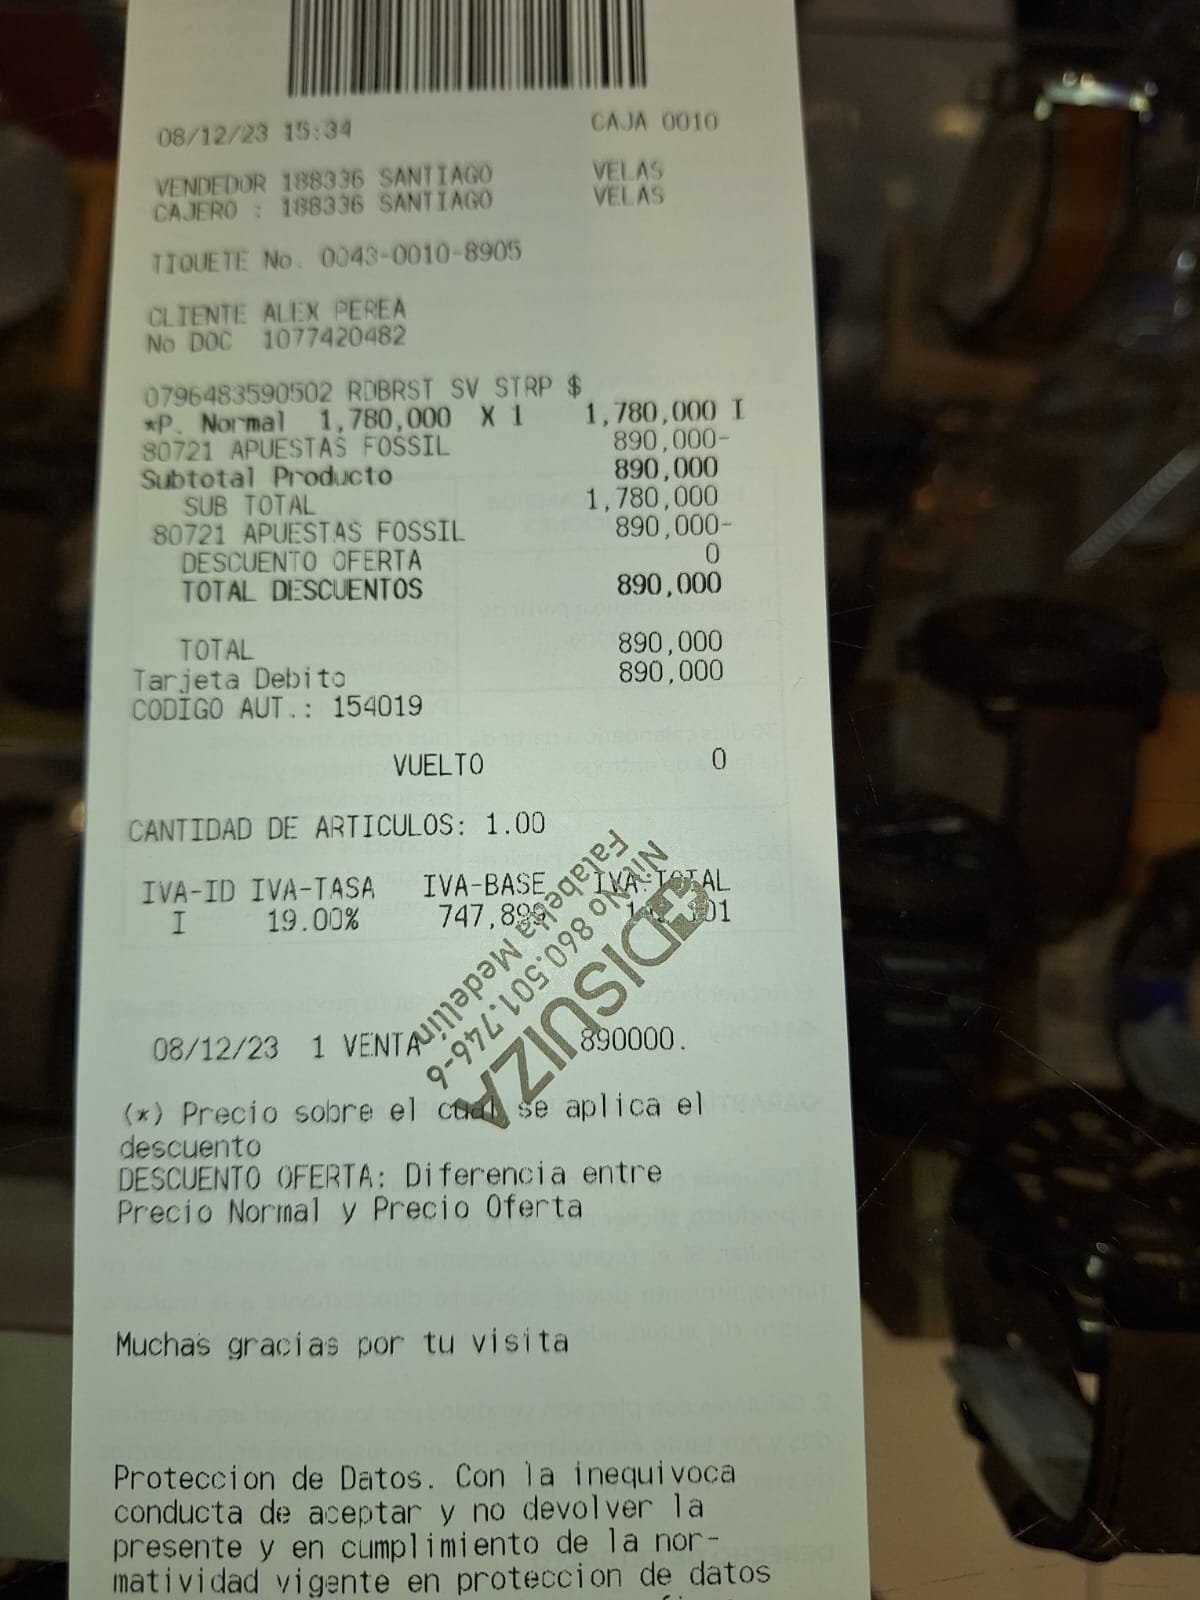 08/12/23 15:34 CAJA 0010
VENDEDOR 188336 SANTIAGO VELAS
CAJERO : 188336 SANTIAGO VELAS
TIQUETE No. 0043-0010-8905
CLIENTE ALEX PEREA
No DOC 1077420482
0796483590502 RDBRST SV STRP $
*P. Normal 1,780,000 X 1 1,780,000 I
80721 APUESTAS FOSSIL 890,000-
Subtotal Producto 890,000
SUB TOTAL 1,780,000
80721 APUESTAS FOSSIL 890,000-
DESCUENTO OFERTA 0
TOTAL DESCUENTOS 890,000
TOTAL 890,000
Tarjeta Debito 890,000
CODIGO AUT.: 154019
VUELTO 0
CANTIDAD DE ARTICULOS: 1.00
IVA-ID IVA-TASA IVA-BASE IVA-TOTAL
I 19.00%
DISUIZA
Nit No 860.501.746-6
Falabella Medellín
08/12/23 1 VENTA 890000.
(*) Precio sobre el cual se aplica el
descuento
DESCUENTO OFERTA: Diferencia entre
Precio Normal y Precio Oferta
Muchas gracias por tu visita
Proteccion de Datos. Con la inequivoca
conducta de aceptar y no devolver la
presente y en cumplimiento de la nor-
matividad vigente en proteccion de datos